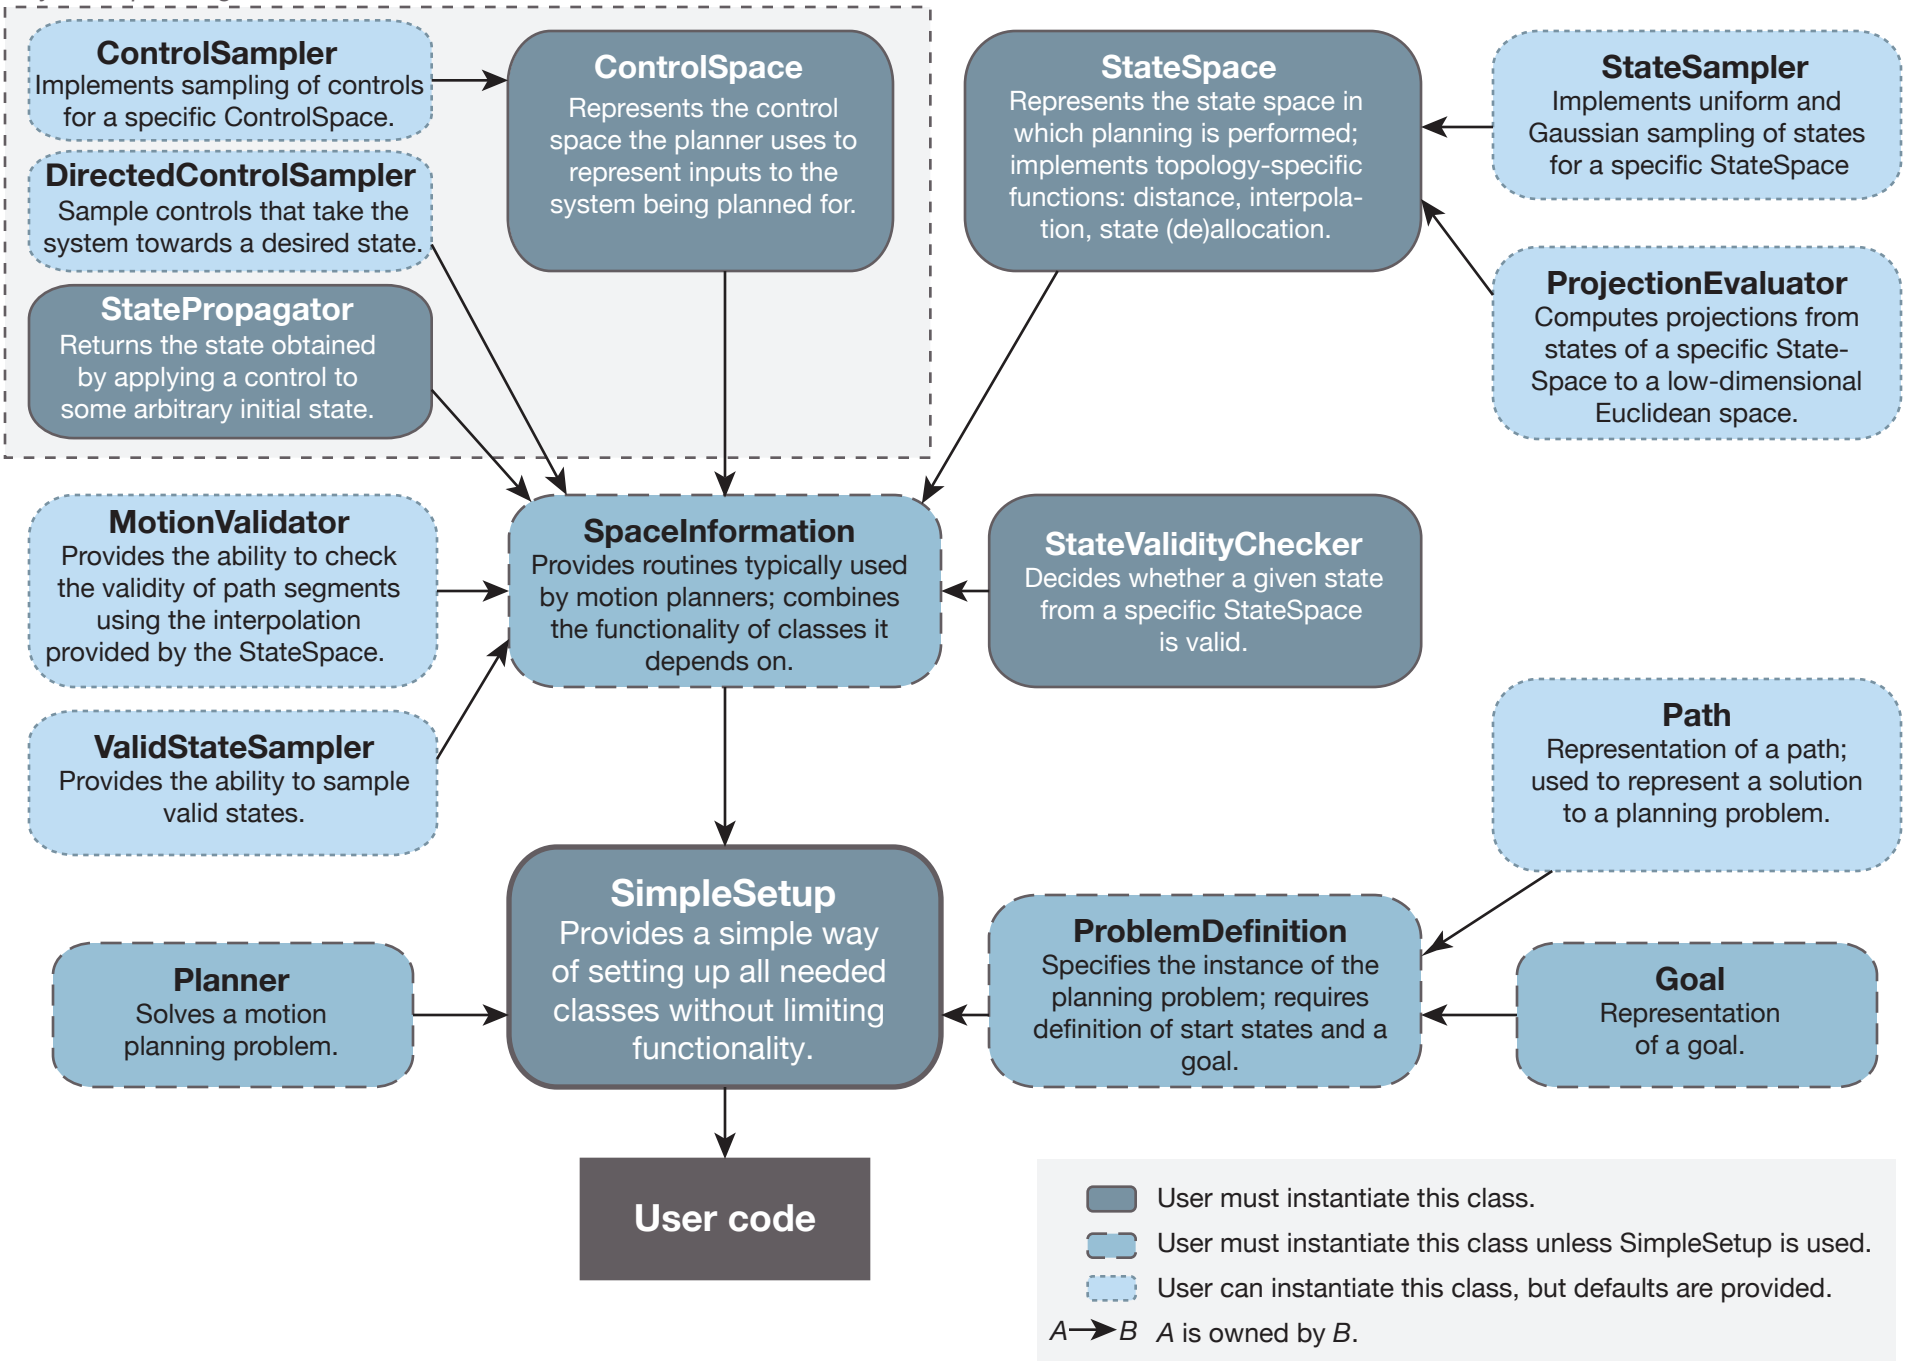 ControlSampler
Implements sampling of controls
for a specific ControlSpace.
DirectedControlSampler
Sample controls that take the
system towards a desired state.
StatePropagator
Returns the state obtained
by applying a control to
some arbitrary initial state.
ControlSpace
Represents the control
space the planner uses to
represent inputs to the
system being planned for.
StateSpace
Represents the state space in
which planning is performed;
implements topology-specific
functions: distance, interpola-
tion, state (de)allocation.
StateSampler
Implements uniform and
Gaussian sampling of states
for a specific StateSpace
ProjectionEvaluator
Computes projections from
states of a specific State-
Space to a low-dimensional
Euclidean space.
MotionValidator
Provides the ability to check
the validity of path segments
using the interpolation
provided by the StateSpace.
SpaceInformation
Provides routines typically used
by motion planners; combines
the functionality of classes it
depends on.
StateValidityChecker
Decides whether a given state
from a specific StateSpace
is valid.
ValidStateSampler
Provides the ability to sample
valid states.
Path
Representation of a path;
used to represent a solution
to a planning problem.
SimpleSetup
Provides a simple way
of setting up all needed
classes without limiting
functionality.
Planner
Solves a motion
planning problem.
ProblemDefinition
Specifies the instance of the
planning problem; requires
definition of start states and a
goal.
Goal
Representation
of a goal.
User code
User must instantiate this class.
User must instantiate this class unless SimpleSetup is used.
User can instantiate this class, but defaults are provided.
A B A is owned by B.